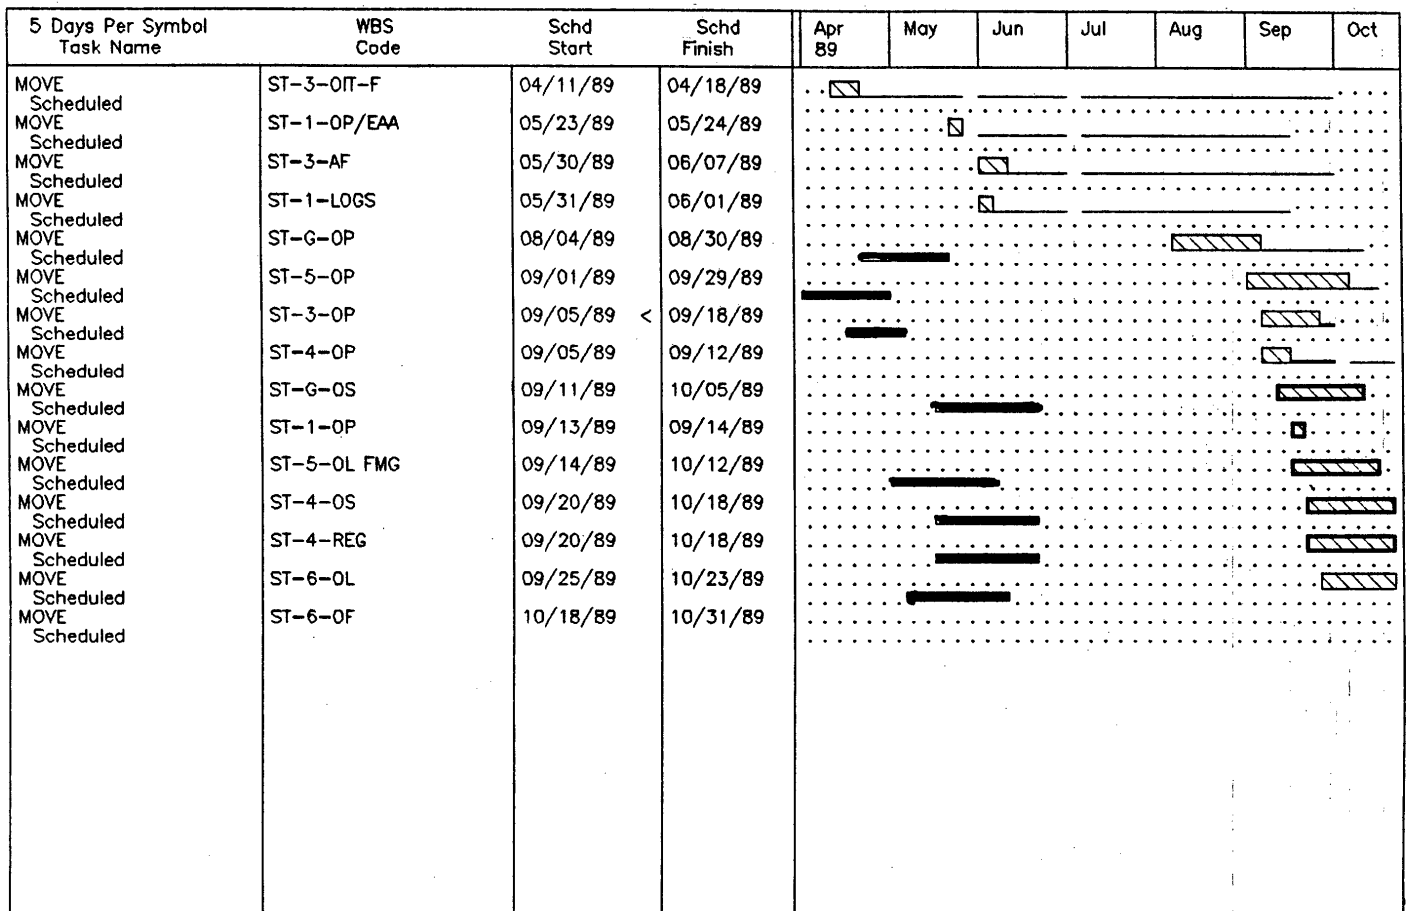 5 Days Per Symbol WBS Schd Schd Apr May Jun Jul Aug Sep Oct
Task Name Code Start Finish 89
MOVE ST-3-OIT-F 04/11/89 04/18/89
Scheduled
MOVE ST-1-OP/EAA 05/23/89 05/24/89
Scheduled
MOVE ST-3-AF 05/30/89 06/07/89
Scheduled
MOVE ST-1-LOGS 05/31/89 06/01/89
Scheduled
MOVE ST-G-OP 08/04/89 08/30/89
Scheduled
MOVE ST-5-OP 09/01/89 09/29/89
Scheduled
MOVE ST-3-OP 09/05/89 < 09/18/89
Scheduled
MOVE ST-4-OP 09/05/89 09/12/89
Scheduled
MOVE ST-G-OS 09/11/89 10/05/89
Scheduled
MOVE ST-1-OP 09/13/89 09/14/89
Scheduled
MOVE ST-5-OL FMG 09/14/89 10/12/89
Scheduled
MOVE ST-4-OS 09/20/89 10/18/89
Scheduled
MOVE ST-4-REG 09/20/89 10/18/89
Scheduled
MOVE ST-6-OL 09/25/89 10/23/89
Scheduled
MOVE ST-6-OF 10/18/89 10/31/89
Scheduled